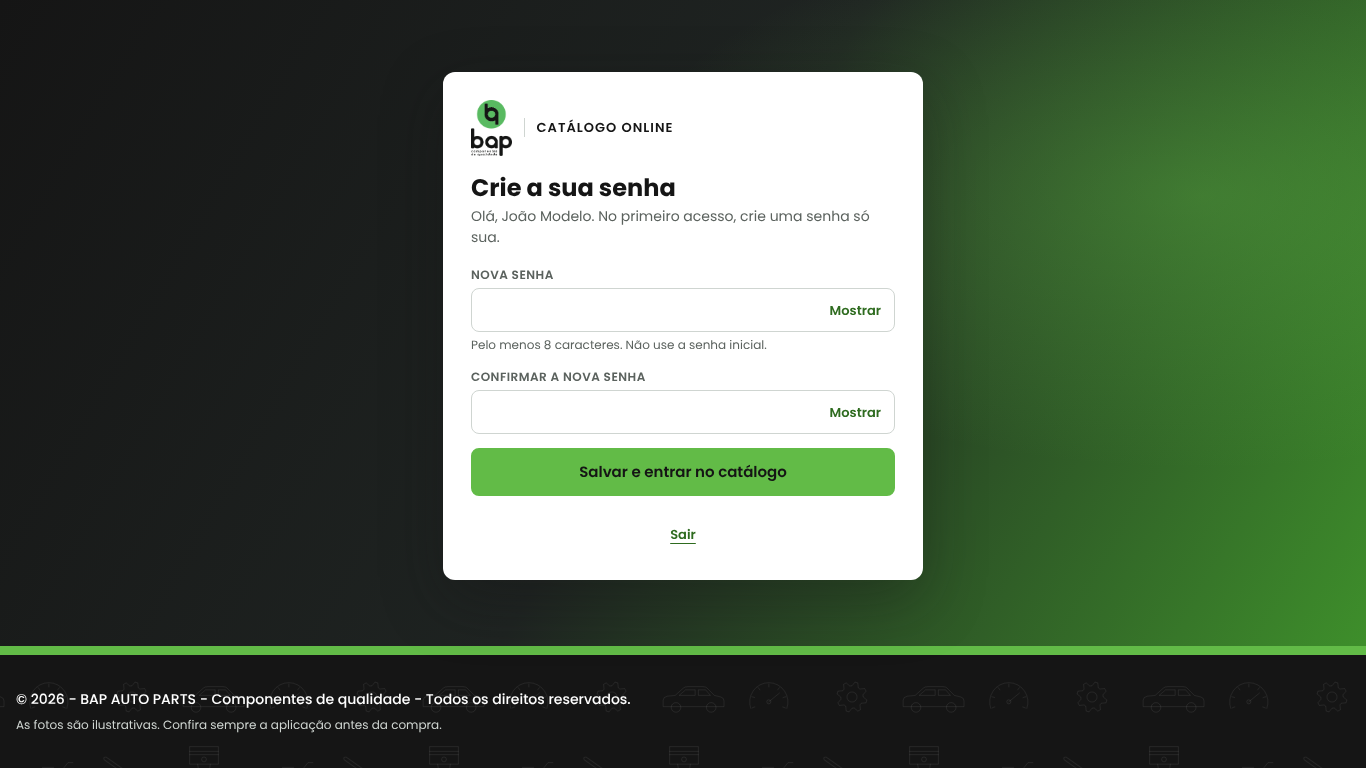 bap
CATÁLOGO ONLINE
Crie a sua senha
Olá, João Modelo. No primeiro acesso, crie uma senha só
sua.
NOVA SENHA
Mostrar
Pelo menos 8 caracteres. Não use a senha inicial.
CONFIRMAR A NOVA SENHA
Mostrar
Salvar e entrar no catálogo
Sair
© 2026 - BAP AUTO PARTS - Componentes de qualidade - Todos os direitos reservados.
As fotos são ilustrativas. Confira sempre a aplicação antes da compra.